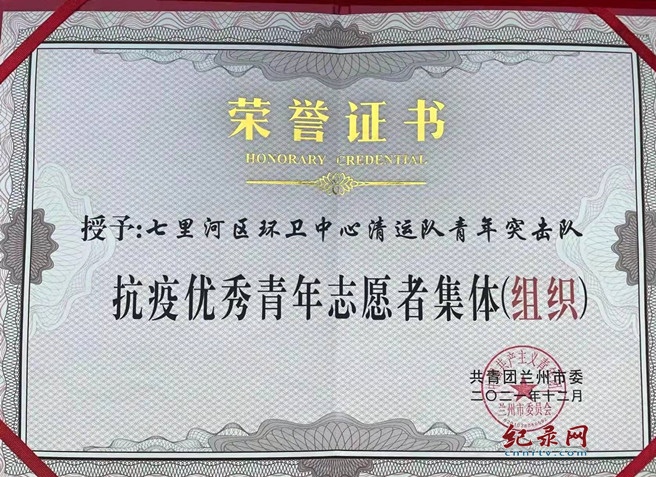 荣誉证书
HONORARY CREDENTIAL
授予:七里河区环卫中心清运队青年突击队
抗疫优秀青年志愿者集体(组织)
共青团兰州市委
二〇二一年十二月
兰州市委员会
纪录网